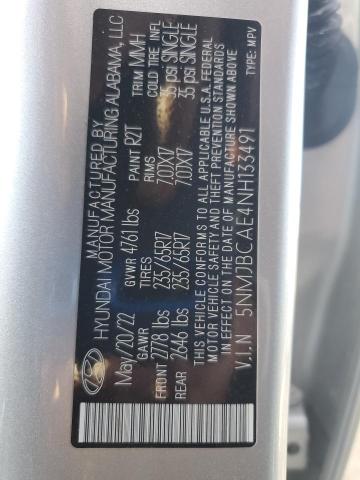 MANUFACTURED BY
HYUNDAI MOTOR MANUFACTURING ALABAMA, LLC
May/20/22 GVWR 4761 lbs PAINT R2T TRIM MMH
GAWR TIRES RIMS COLD TIRE INFL
FRONT 2778 lbs 235/65R17 7.0JX17 35 psi SINGLE
REAR 2646 lbs 235/65R17 7.0JX17 35 psi SINGLE
THIS VEHICLE CONFORMS TO ALL APPLICABLE U.S.A. FEDERAL
MOTOR VEHICLE SAFETY AND THEFT PREVENTION STANDARDS
IN EFFECT ON THE DATE OF MANUFACTURE SHOWN ABOVE
V.I.N 5NMJBCAE4NH133491 TYPE: MPV